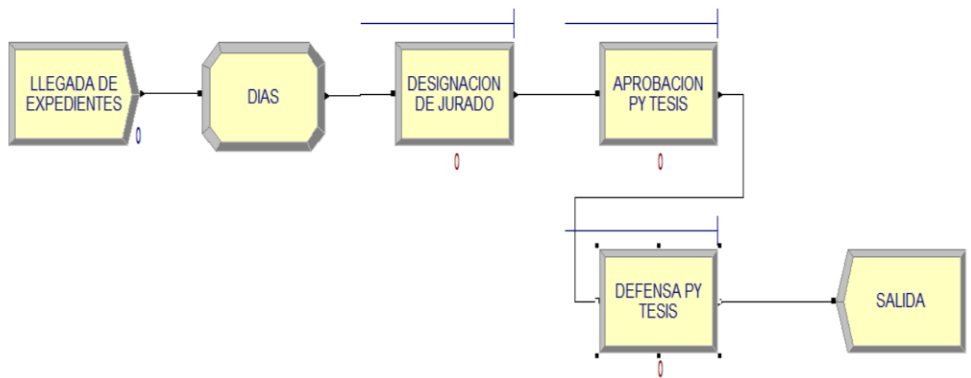 LLEGADA DE
EXPEDIENTES
0
DIAS
DESIGNACION
DE JURADO
0
APROBACION
PY TESIS
0
DEFENSA PY
TESIS
0
SALIDA